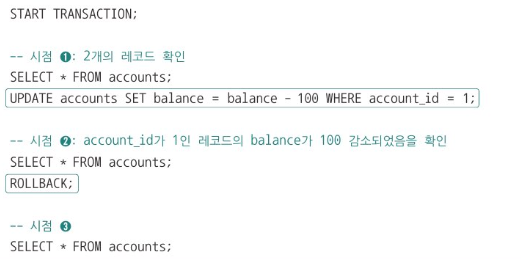 START TRANSACTION;
-- 시점 ❶: 2개의 레코드 확인
SELECT * FROM accounts;
UPDATE accounts SET balance = balance - 100 WHERE account_id = 1;
-- 시점 ❷: account_id가 1인 레코드의 balance가 100 감소되었음을 확인
SELECT * FROM accounts;
ROLLBACK;
-- 시점 ❸
SELECT * FROM accounts;